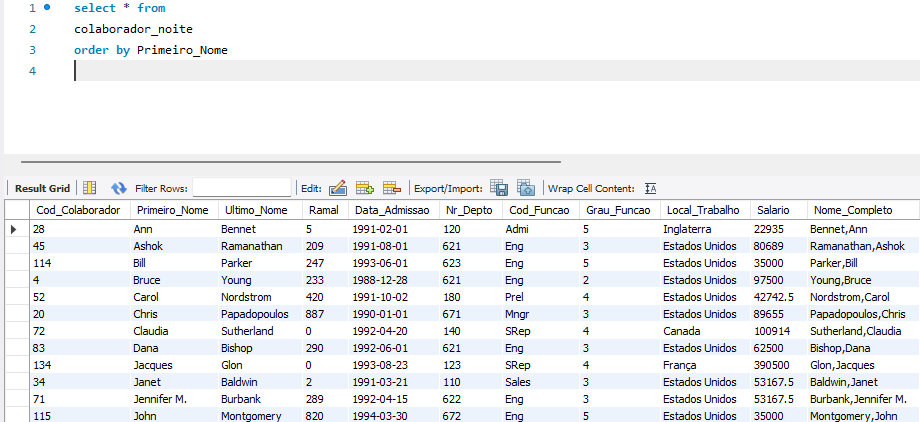 1 select * from
2 colaborador_noite
3 order by Primeiro_Nome
4
Result Grid Filter Rows: Edit: Export/Import: Wrap Cell Content: IA
Cod_Colaborador Primeiro_Nome Ultimo_Nome Ramal Data_Admissao Nr_Depto Cod_Funcao Grau_Funcao Local_Trabalho Salario Nome_Completo
28 Ann Bennet 5 1991-02-01 120 Admi 5 Inglaterra 22935 Bennet,Ann
45 Ashok Ramanathan 209 1991-08-01 621 Eng 3 Estados Unidos 80689 Ramanathan,Ashok
114 Bill Parker 247 1993-06-01 623 Eng 5 Estados Unidos 35000 Parker,Bill
4 Bruce Young 233 1988-12-28 621 Eng 2 Estados Unidos 97500 Young,Bruce
52 Carol Nordstrom 420 1991-10-02 180 Prel 4 Estados Unidos 42742.5 Nordstrom,Carol
20 Chris Papadopoulos 887 1990-01-01 671 Mngr 3 Estados Unidos 89655 Papadopoulos,Chris
72 Claudia Sutherland 0 1992-04-20 140 SRep 4 Canada 100914 Sutherland,Claudia
83 Dana Bishop 290 1992-06-01 621 Eng 3 Estados Unidos 62500 Bishop,Dana
134 Jacques Glon 0 1993-08-23 123 SRep 4 França 390500 Glon,Jacques
34 Janet Baldwin 2 1991-03-21 110 Sales 3 Estados Unidos 53167.5 Baldwin,Janet
71 Jennifer M. Burbank 289 1992-04-15 622 Eng 3 Estados Unidos 53167.5 Burbank,Jennifer M.
115 John Montgomery 820 1994-03-30 672 Eng 5 Estados Unidos 35000 Montgomery,John